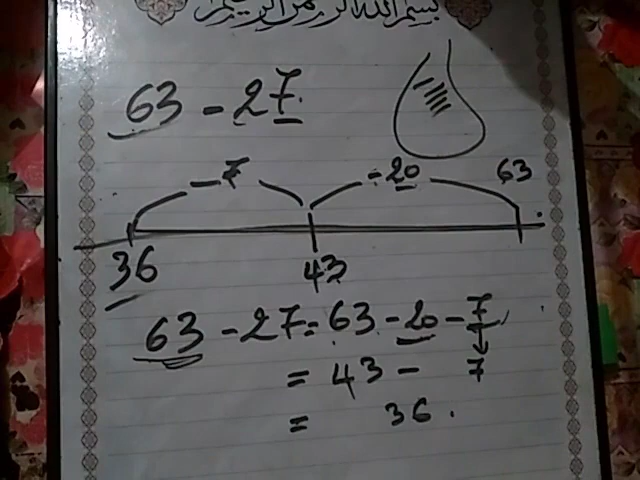 بسم الله الرحمن الرحيم
63 - 27
- 7 - 20 63
36 43
63 - 27 = 63 - 20 - 7
= 43 - 7
= 36 .